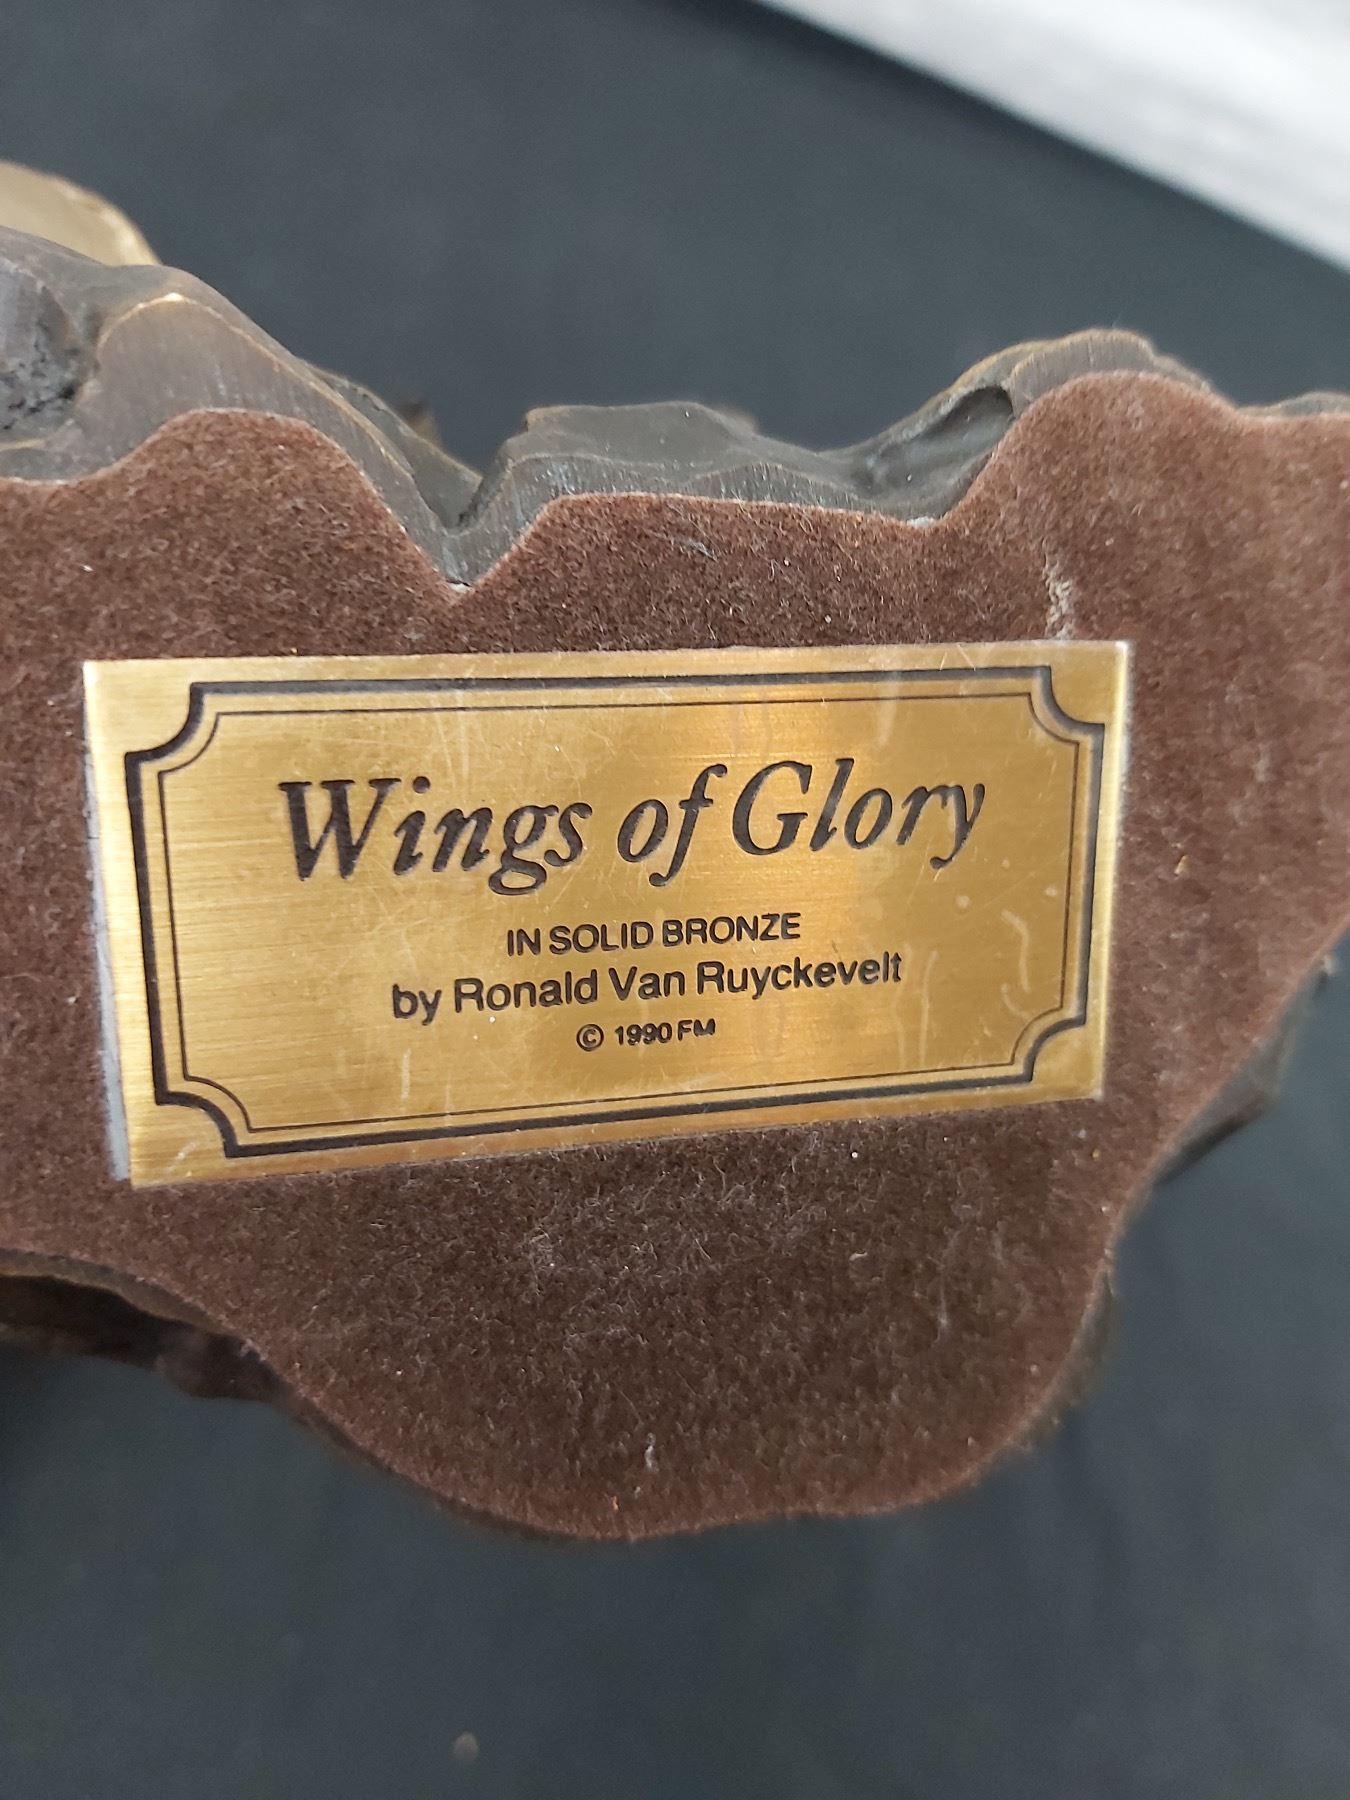 Wings of Glory
IN SOLID BRONZE
by Ronald Van Ruyckevelt
© 1990 FM